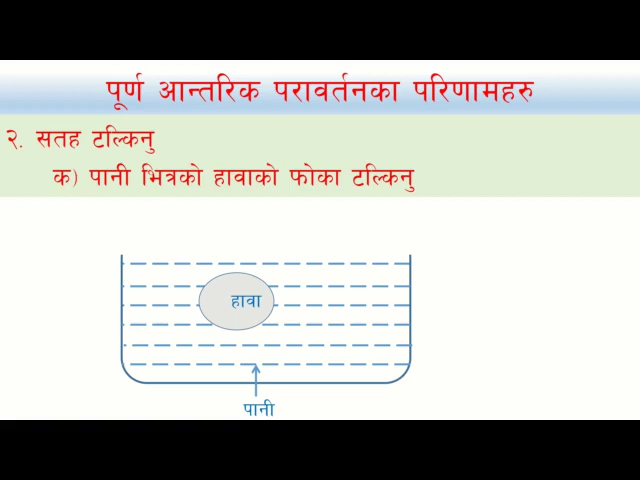 पूर्ण आन्तरिक परावर्तनका परिणामहरु
२. सतह टल्किनु
क) पानी भित्रको हावाको फोका टल्किनु
हावा
पानी